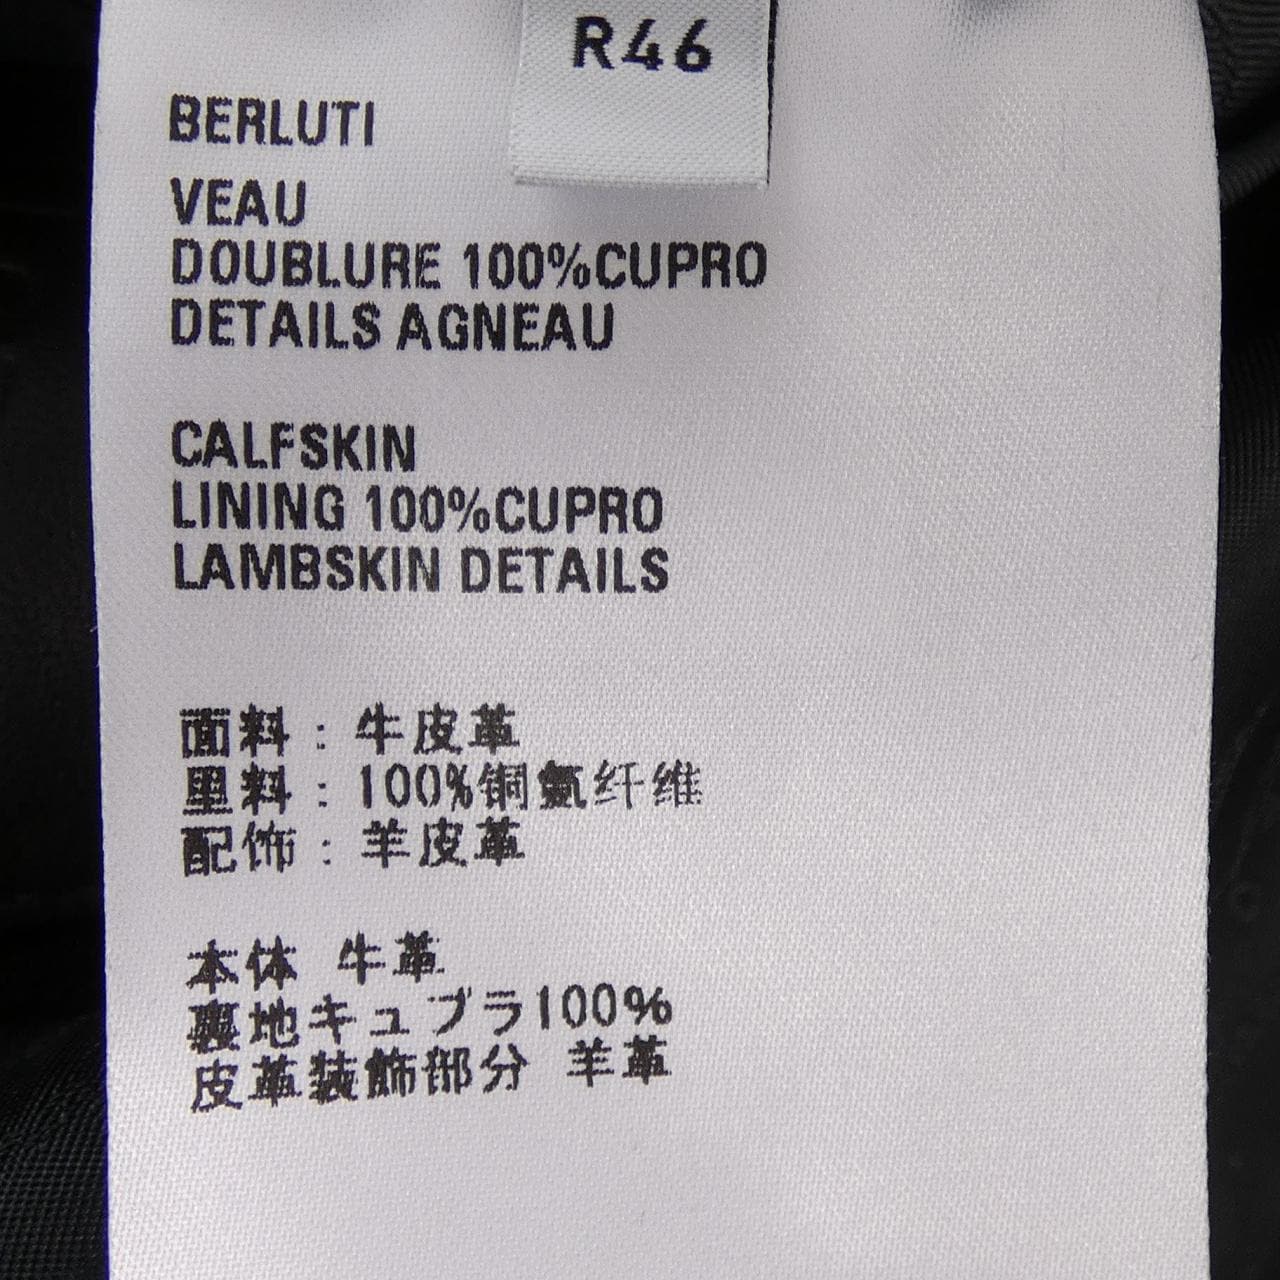 R46
BERLUTI
VEAU
DOUBLURE 100%CUPRO
DETAILS AGNEAU
CALFSKIN
LINING 100%CUPRO
LAMBSKIN DETAILS
面料：牛皮革
里料：100%铜氨纤维
配饰：羊皮革
本体 牛革
裏地キュプラ100%
皮革装飾部分 羊革